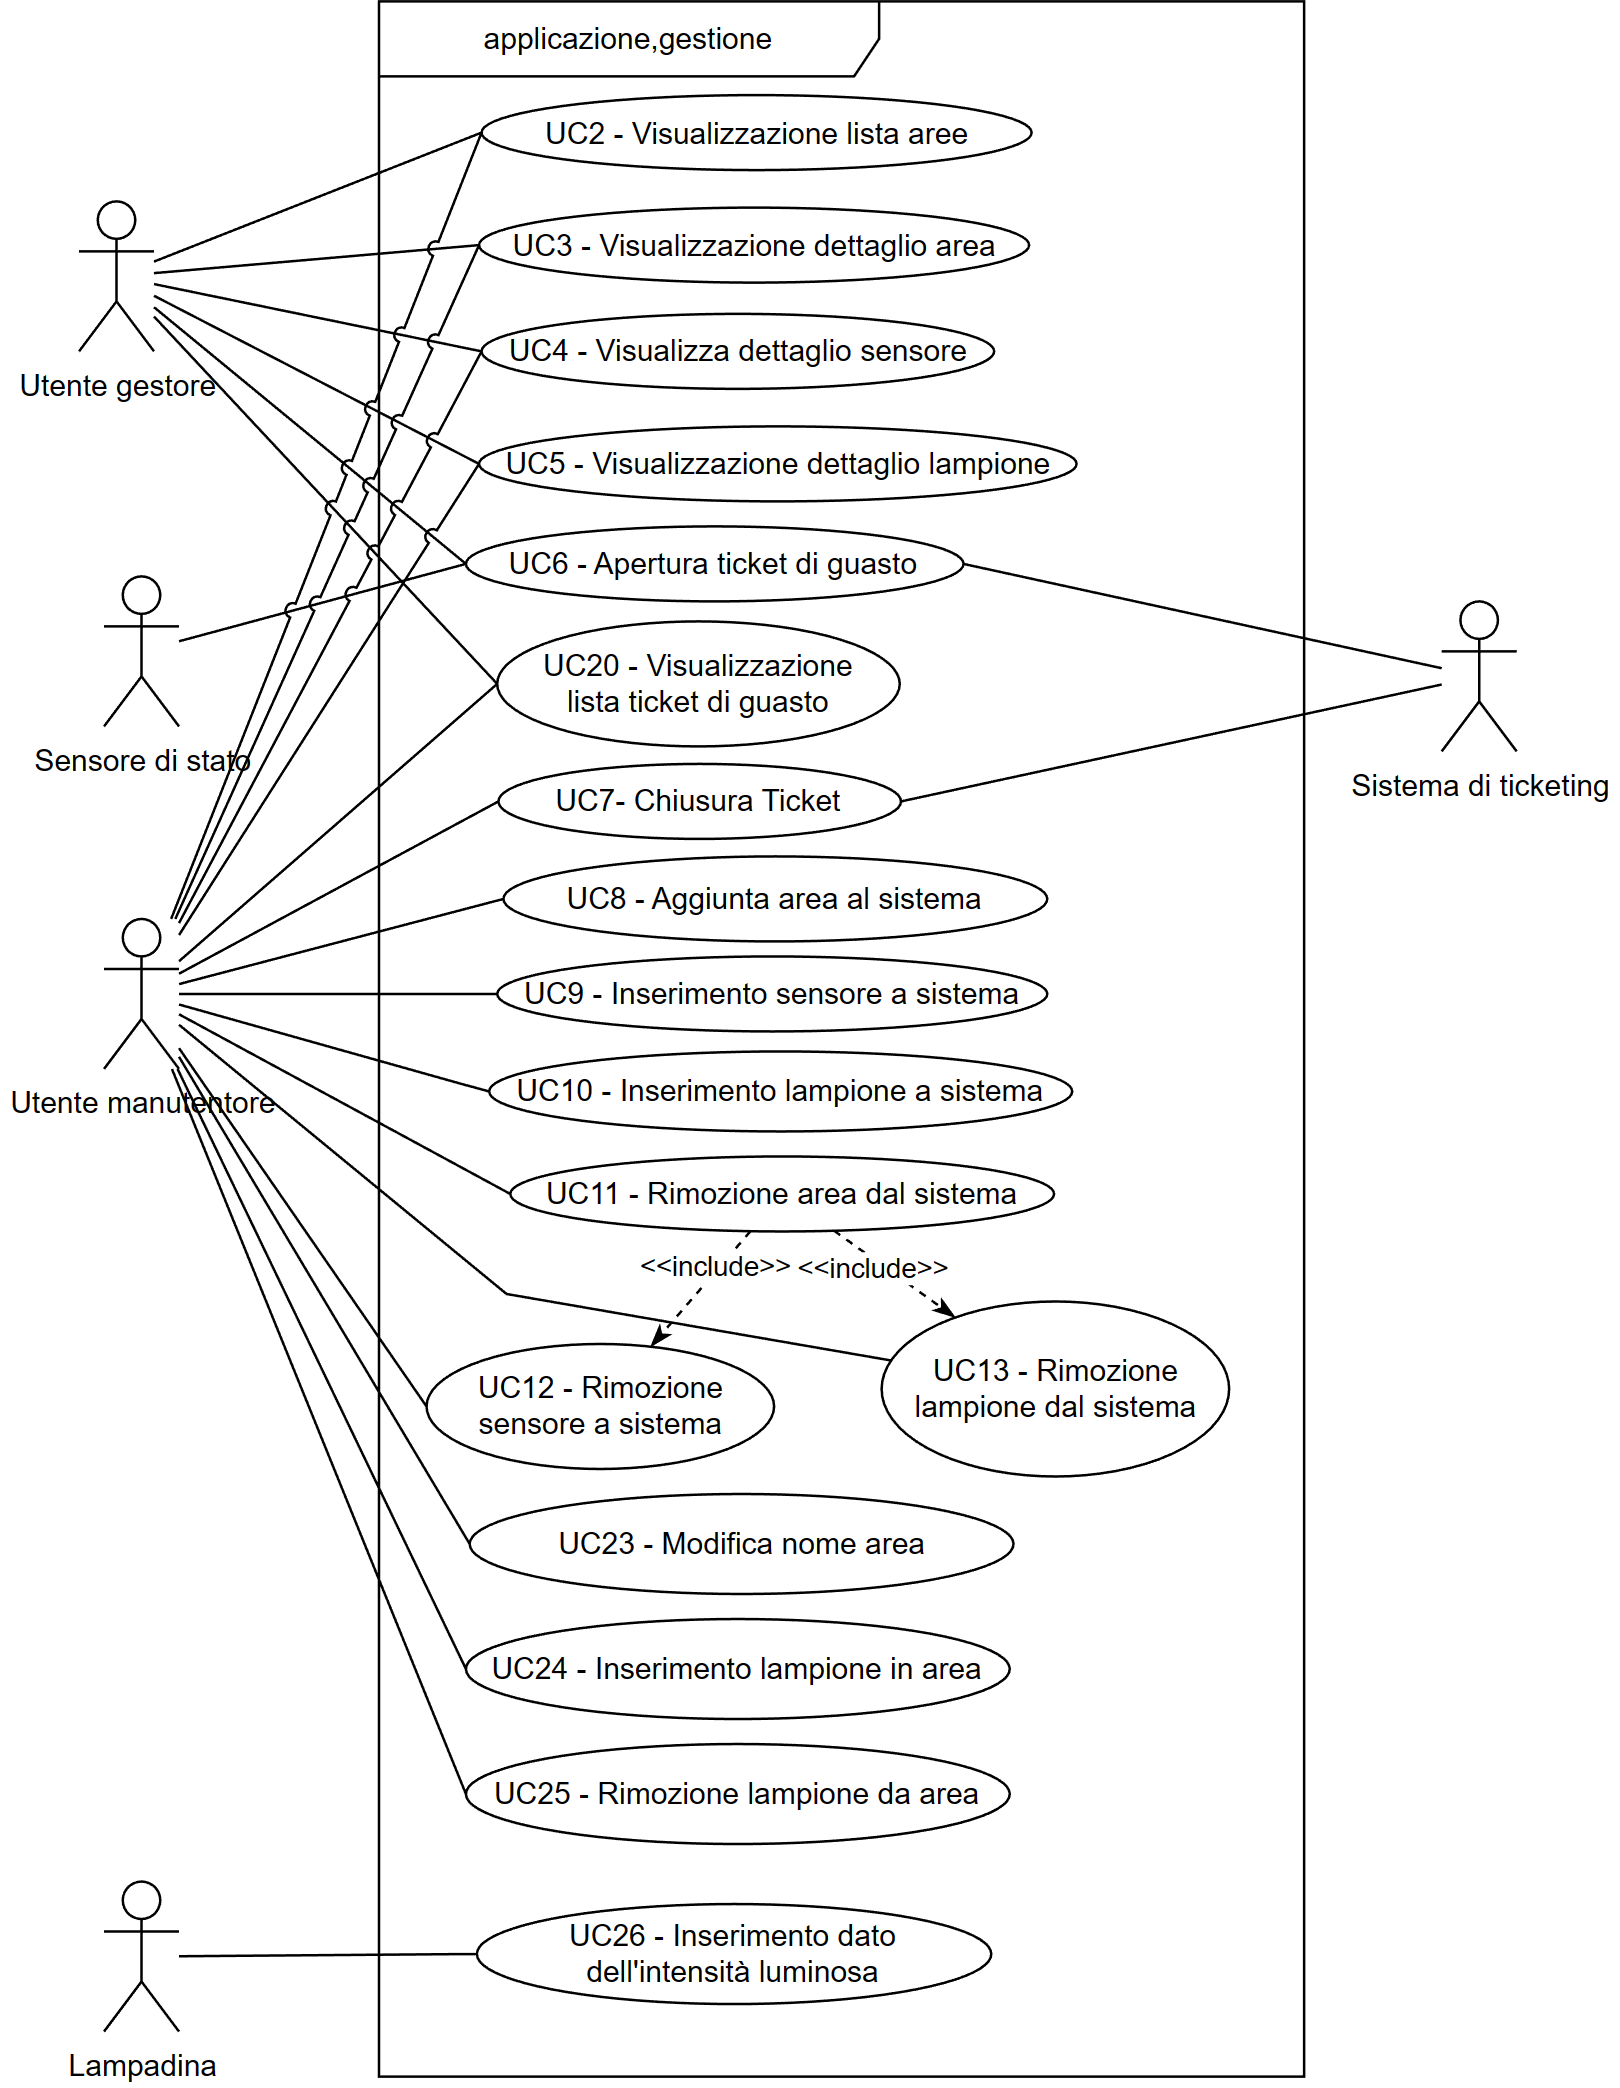 applicazione,gestione
UC2 - Visualizzazione lista aree
UC3 - Visualizzazione dettaglio area
UC4 - Visualizza dettaglio sensore
Utente gestore
UC5 - Visualizzazione dettaglio lampione
UC6 - Apertura ticket di guasto
UC20 - Visualizzazione
lista ticket di guasto
Sensore di stato
Sistema di ticketing
UC7- Chiusura Ticket
UC8 - Aggiunta area al sistema
UC9 - Inserimento sensore a sistema
UC10 - Inserimento lampione a sistema
Utente manutentore
UC11 - Rimozione area dal sistema
<<include>>
<<include>>
UC12 - Rimozione
sensore a sistema
UC13 - Rimozione
lampione dal sistema
UC23 - Modifica nome area
UC24 - Inserimento lampione in area
UC25 - Rimozione lampione da area
UC26 - Inserimento dato
dell'intensità luminosa
Lampadina